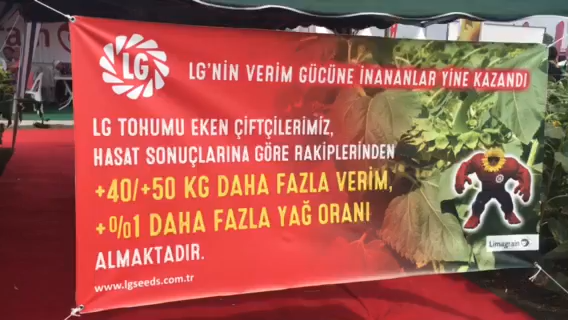 LG
LG'NİN VERİM GÜCÜNE İNANANLAR YİNE KAZANDI
LG TOHUMU EKEN ÇİFTÇİLERİMİZ,
HASAT SONUÇLARINA GÖRE RAKİPLERİNDEN
+40/+50 KG DAHA FAZLA VERİM,
+%1 DAHA FAZLA YAĞ ORANI
ALMAKTADIR.
www.lgseeds.com.tr
Limagrain